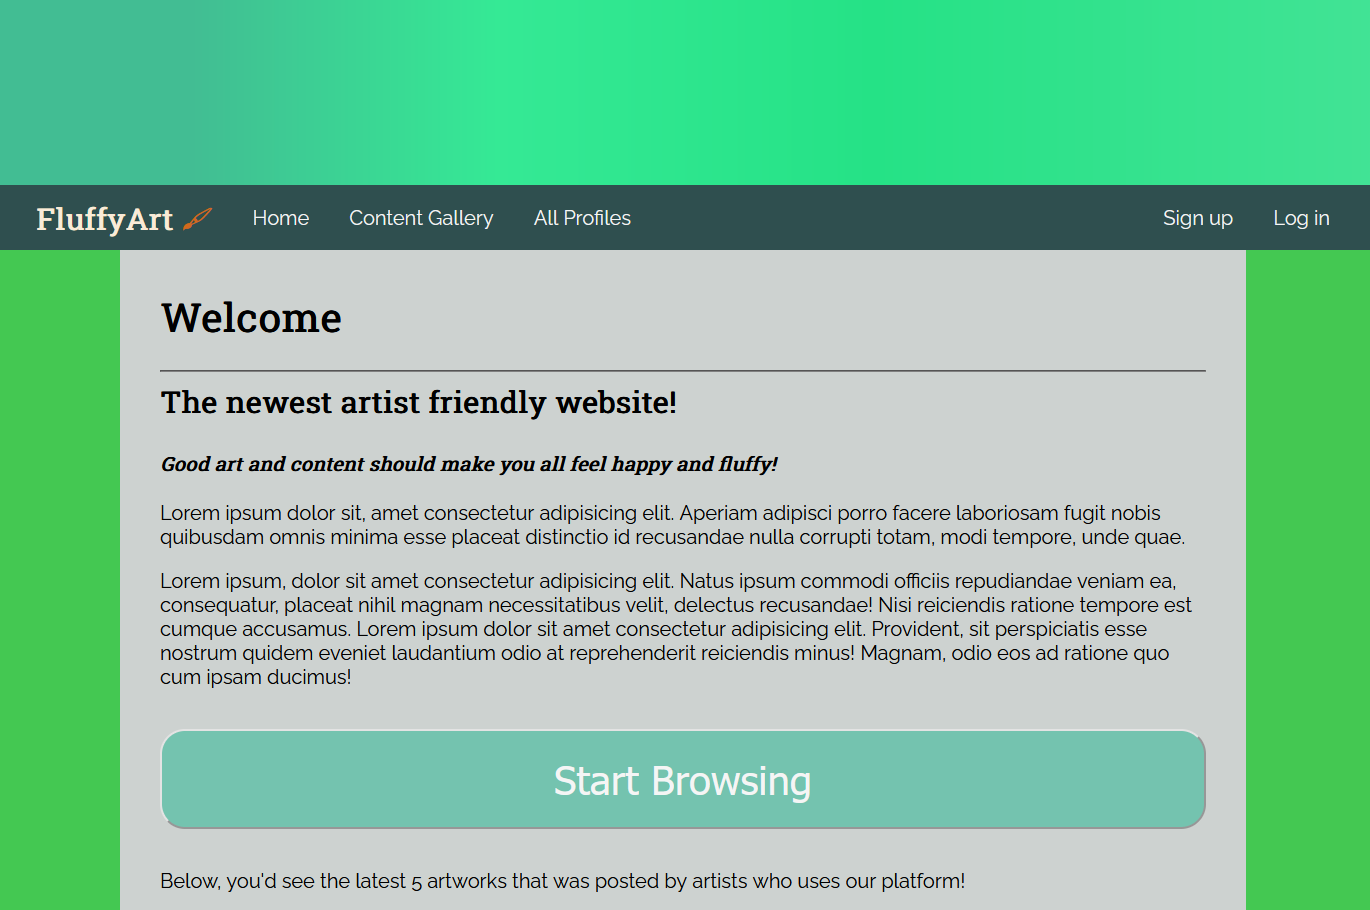 FluffyArt Home Content Gallery All Profiles Sign up Log in
Welcome
The newest artist friendly website!
Good art and content should make you all feel happy and fluffy!
Lorem ipsum dolor sit, amet consectetur adipisicing elit. Aperiam adipisci porro facere laboriosam fugit nobis
quibusdam omnis minima esse placeat distinctio id recusandae nulla corrupti totam, modi tempore, unde quae.
Lorem ipsum, dolor sit amet consectetur adipisicing elit. Natus ipsum commodi officiis repudiandae veniam ea,
consequatur, placeat nihil magnam necessitatibus velit, delectus recusandae! Nisi reiciendis ratione tempore est
cumque accusamus. Lorem ipsum dolor sit amet consectetur adipisicing elit. Provident, sit perspiciatis esse
nostrum quidem eveniet laudantium odio at reprehenderit reiciendis minus! Magnam, odio eos ad ratione quo
cum ipsam ducimus!
Start Browsing
Below, you'd see the latest 5 artworks that was posted by artists who uses our platform!